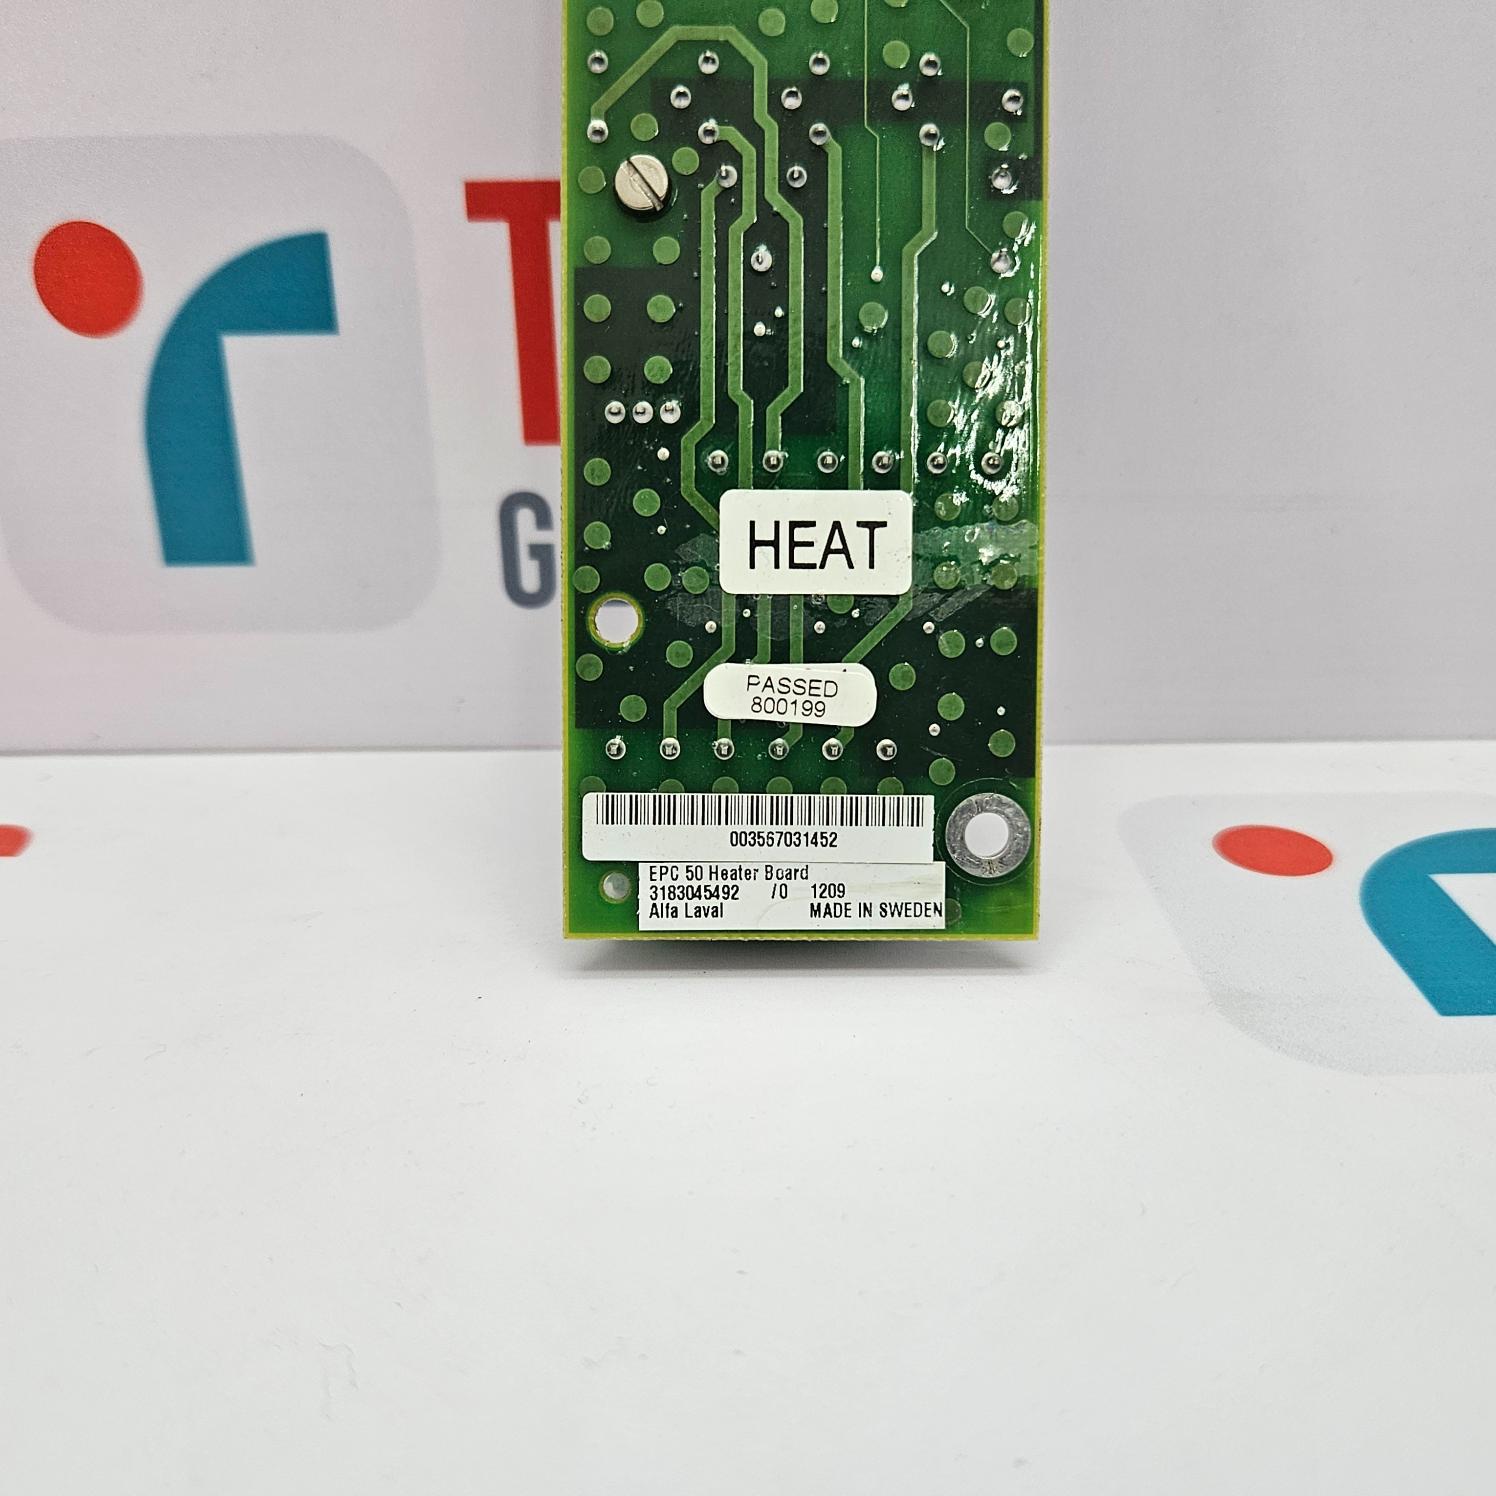 T
G
HEAT
PASSED
800199
003567031452
EPC 50 Heater Board
3183045492 /0 1209
Alfa Laval MADE IN SWEDEN